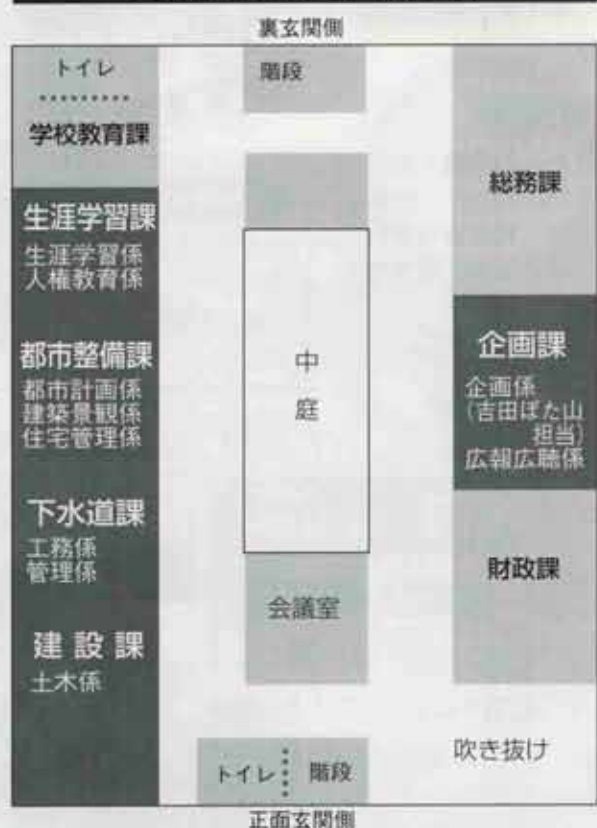 裏玄関側
トイレ
学校教育課
生涯学習課
生涯学習係
人権教育係
都市整備課
都市計画係
建築景観係
住宅管理係
下水道課
工務係
管理係
建設課
土木係
階段
中
庭
会議室
トイレ
階段
総務課
企画課
企画係
(吉田ぼた山
担当)
広報広聴係
財政課
吹き抜け
正面玄関側